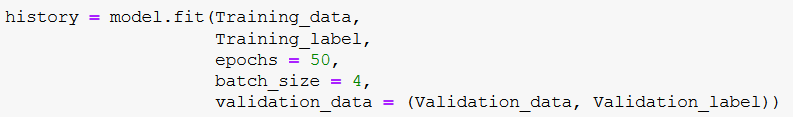 history = model.fit(Training_data,
Training_label,
epochs = 50,
batch_size = 4,
validation_data = (Validation_data, Validation_label))